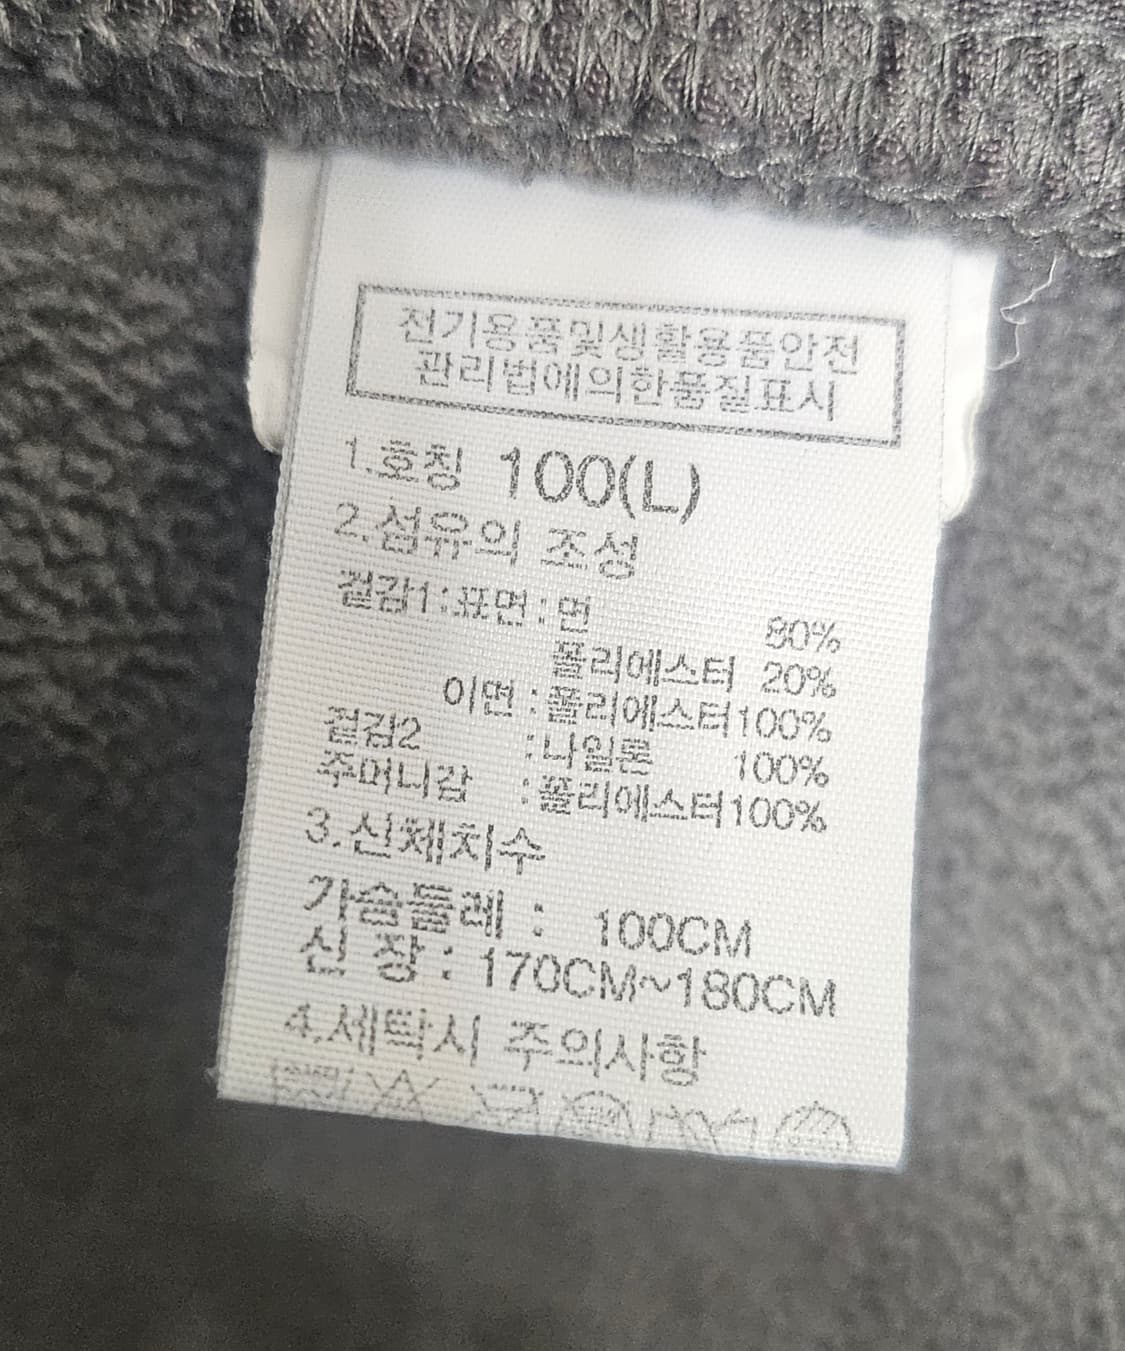 전기용품및생활용품안전
관리법에의한품질표시
1.호칭 100(L)
2.섬유의 조성
겉감1:표면:면 80%
폴리에스터 20%
이면:폴리에스터100%
겉감2 :나일론 100%
주머니감 :폴리에스터100%
3.신체치수
가슴둘레 : 100CM
신 장 : 170CM~180CM
4.세탁시 주의사항